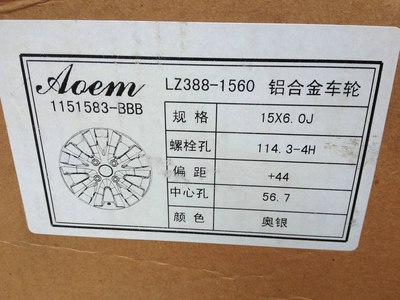 Aoem LZ388-1560 铝合金车轮
1151583-BBB
规格 15X6.0J
螺栓孔 114.3-4H
偏距 +44
中心孔 56.7
颜色 奥银